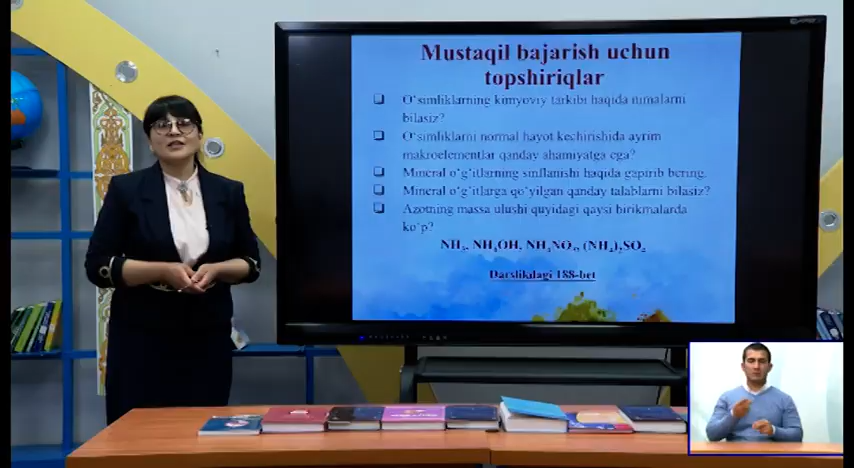 Mustaqil bajarish uchun
topshiriqlar
❑ O‘simliklarning kimyoviy tarkibi haqida nimalarni
bilasiz?
❑ O‘simliklarni normal hayot kechirishida ayrim
makroelementlar qanday ahamiyatga ega?
❑ Mineral o‘g‘itlarning sinflanishi haqida gapirib bering.
❑ Mineral o‘g‘itlarga qo‘yilgan qanday talablarni bilasiz?
❑ Azotning massa ulushi quyidagi qaysi birikmalarda
ko‘p?
NH₃, NH₄OH, NH₄NO₃, (NH₄)₂SO₄
Darslikdagi 188-bet